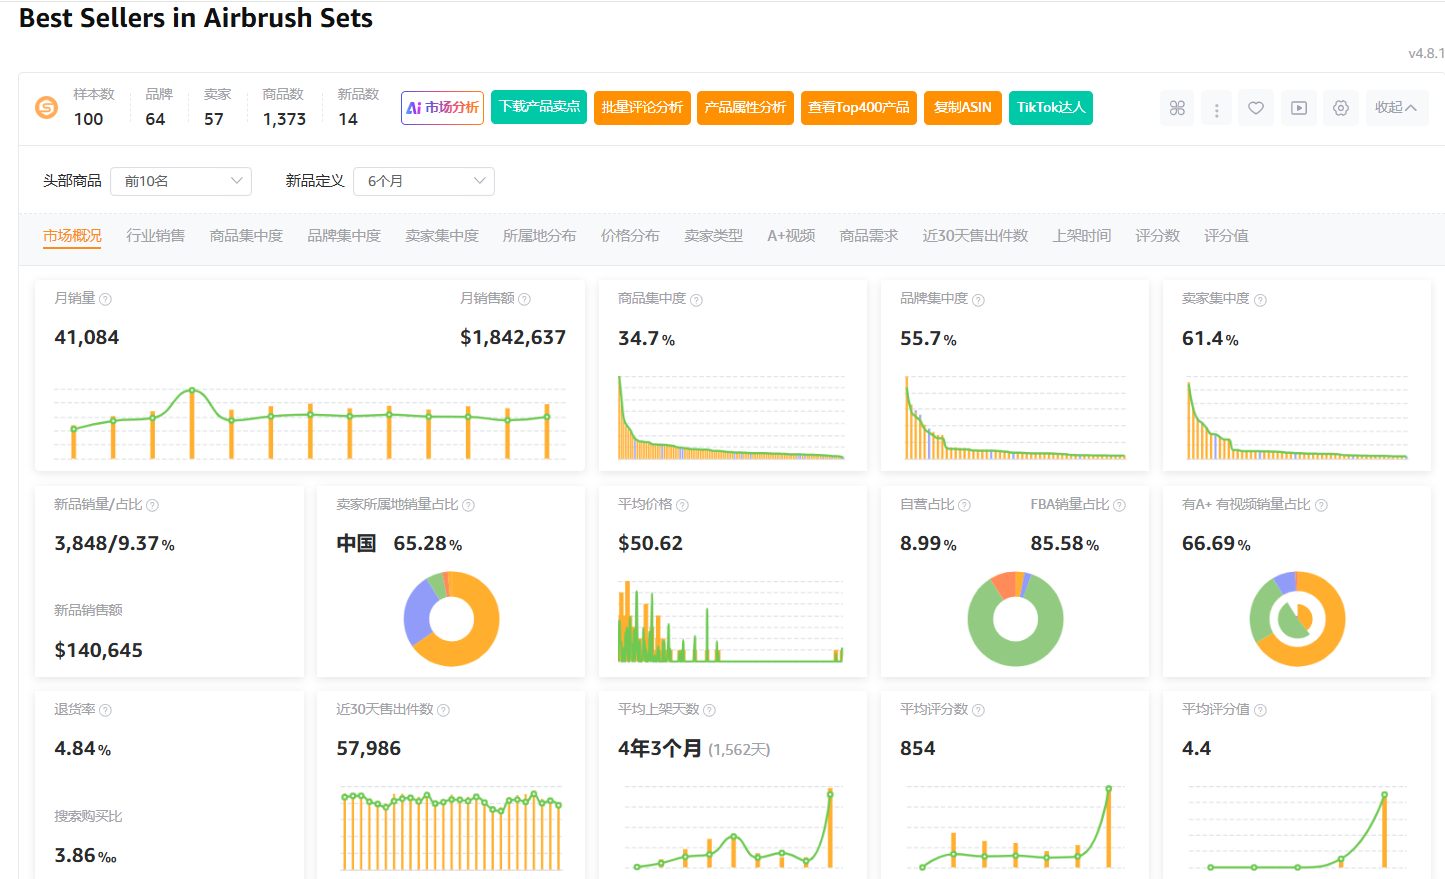 Best Sellers in Airbrush Sets
v4.8.1
样本数 品牌 卖家 商品数 新品数
100 64 57 1,373 14
Ai 市场分析 下载产品卖点 批量评论分析 产品属性分析 查看Top400产品 复制ASIN TikTok达人 收起
头部商品 前10名 新品定义 6个月
市场概况 行业销售 商品集中度 品牌集中度 卖家集中度 所属地分布 价格分布 卖家类型 A+视频 商品需求 近30天售出件数 上架时间 评分数 评分值
月销量 月销售额 商品集中度 品牌集中度 卖家集中度
41,084 $1,842,637 34.7% 55.7% 61.4%
新品销量/占比 卖家所属地销量占比 平均价格 自营占比 FBA销量占比 有A+ 有视频销量占比
3,848/9.37% 中国 65.28% $50.62 8.99% 85.58% 66.69%
新品销售额
$140,645
退货率 近30天售出件数 平均上架天数 平均评分数 平均评分值
4.84% 57,986 4年3个月 (1,562天) 854 4.4
搜索购买比
3.86‰